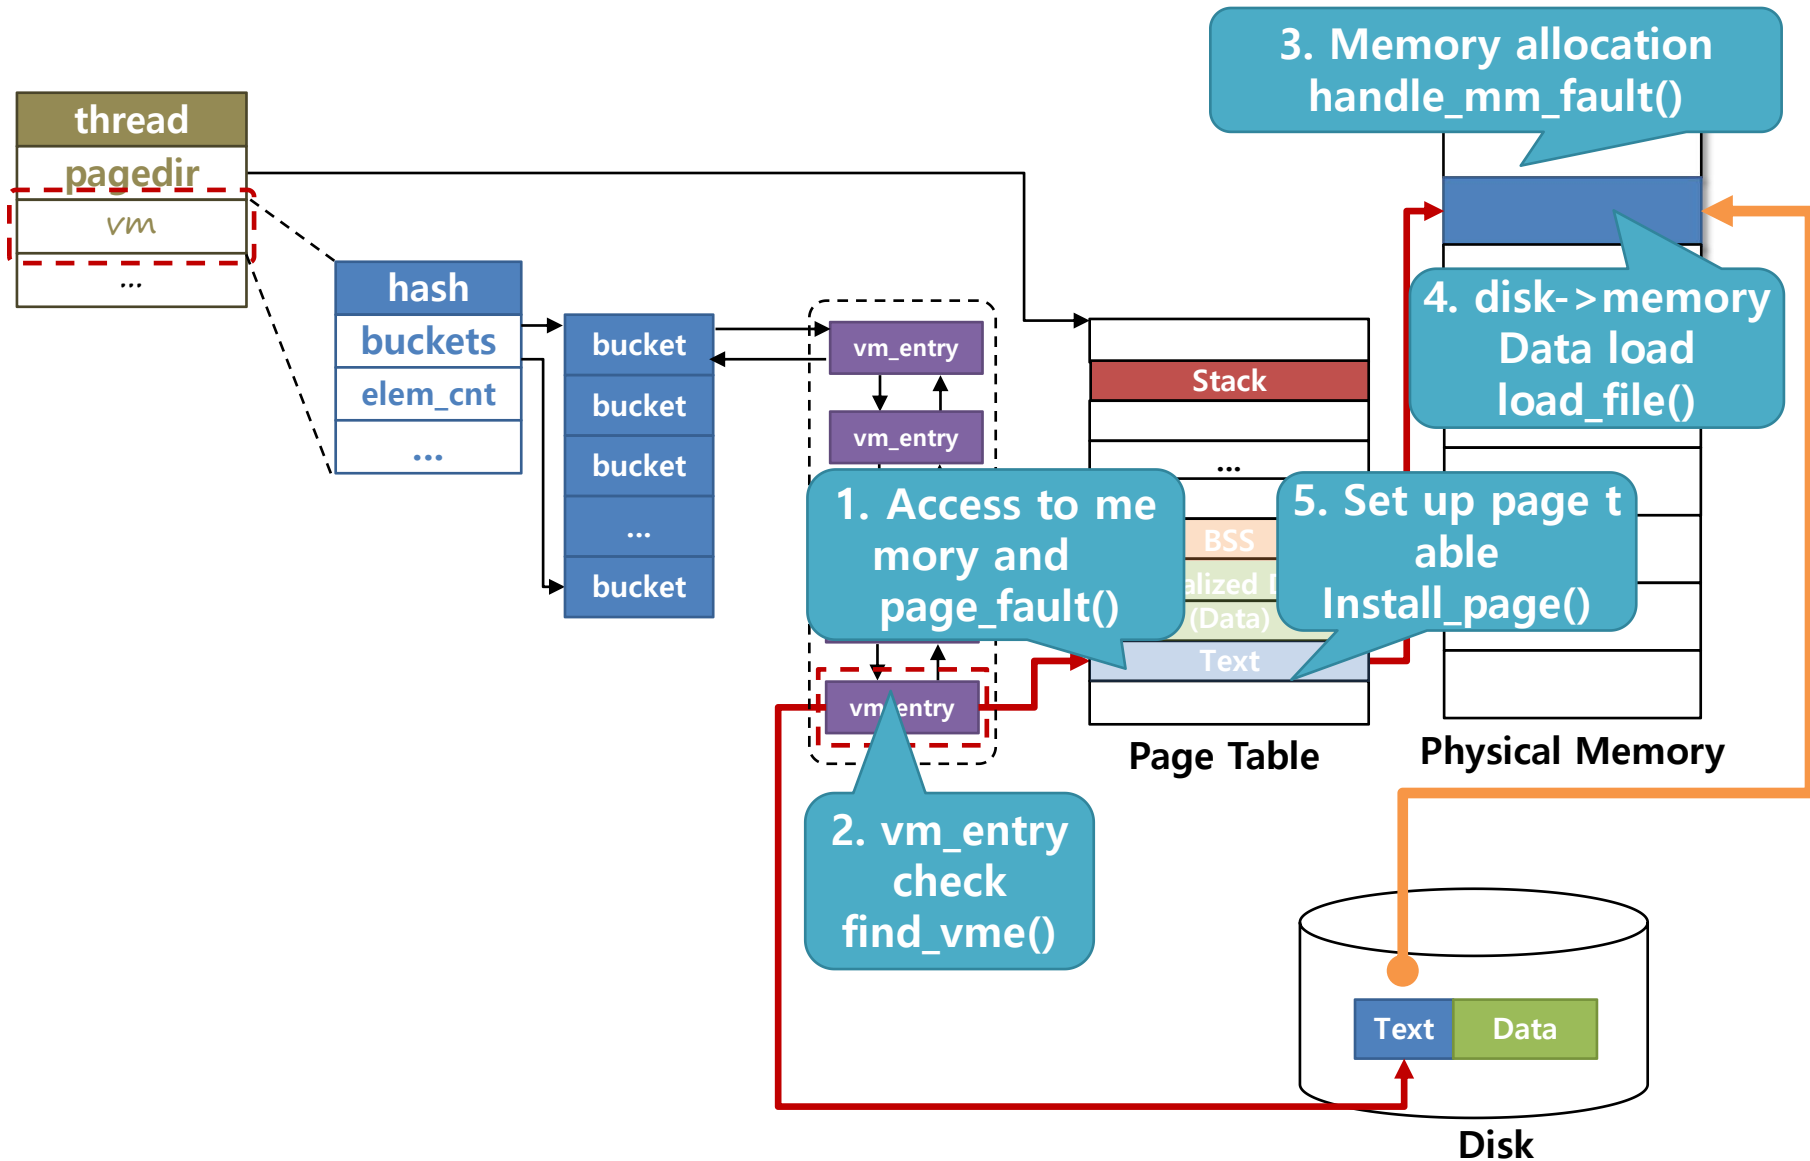 3. Memory allocation
handle_mm_fault()
thread
pagedir
vm
...
hash
buckets
elem_cnt
...
bucket
bucket
bucket
...
bucket
vm_entry
vm_entry
vm_entry
Stack
...
BSS
(Data)
Text
Page Table
1. Access to me
mory and
page_fault()
2. vm_entry
check
find_vme()
4. disk->memory
Data load
load_file()
5. Set up page t
able
Install_page()
Physical Memory
Text
Data
Disk